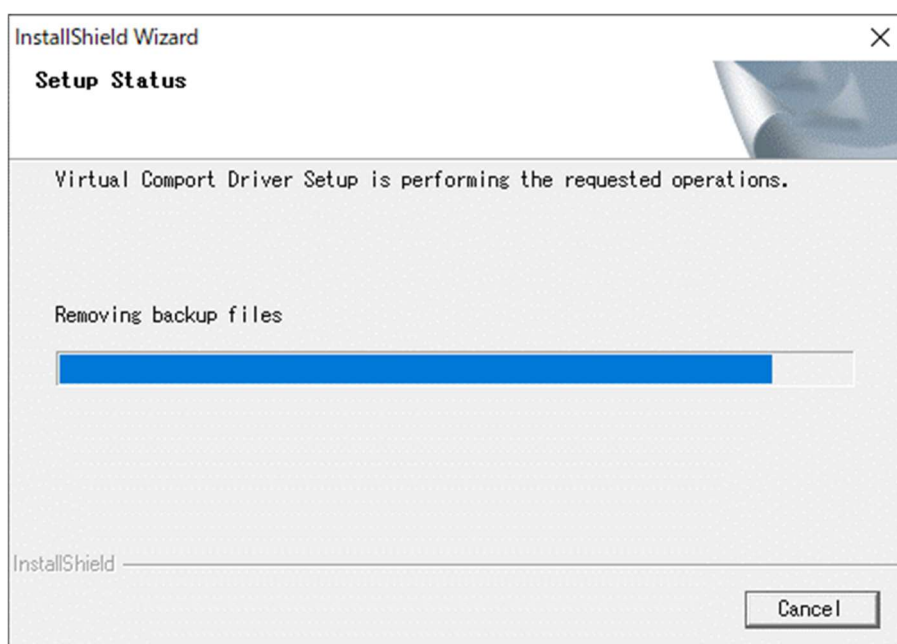 InstallShield Wizard
Setup Status
Virtual Comport Driver Setup is performing the requested operations.
Removing backup files
InstallShield
Cancel